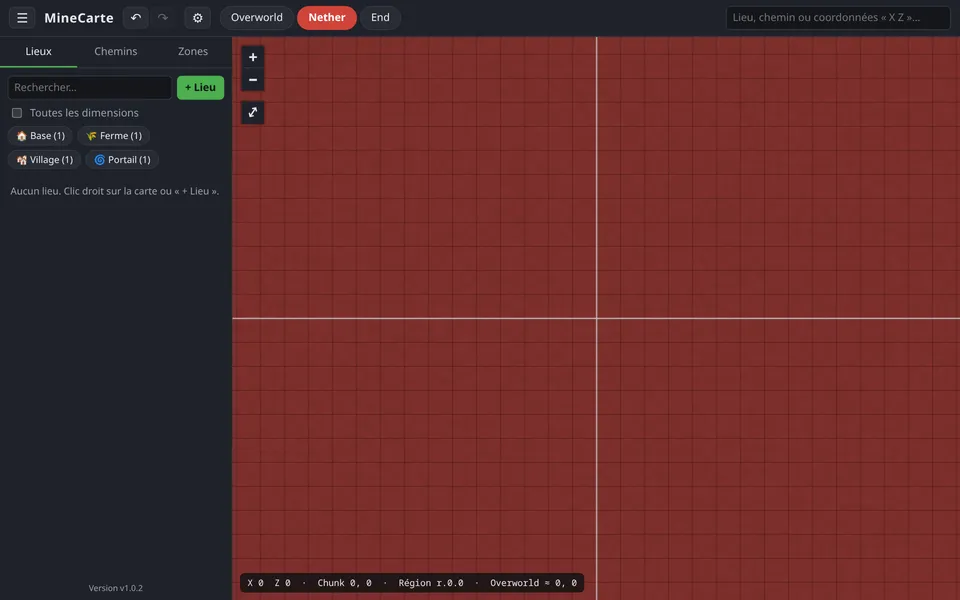 ☰ MineCarte ↶ ↷ ⚙ Overworld Nether End Lieu, chemin ou coordonnées « X Z »...
Lieux Chemins Zones
Rechercher... + Lieu
Toutes les dimensions
🏠 Base (1) 🌾 Ferme (1)
🏘️ Village (1) 🌀 Portail (1)
Aucun lieu. Clic droit sur la carte ou « + Lieu ».
+
−
⤢
X 0 Z 0 · Chunk 0, 0 · Région r.0.0 · Overworld ≈ 0, 0
Version v1.0.2